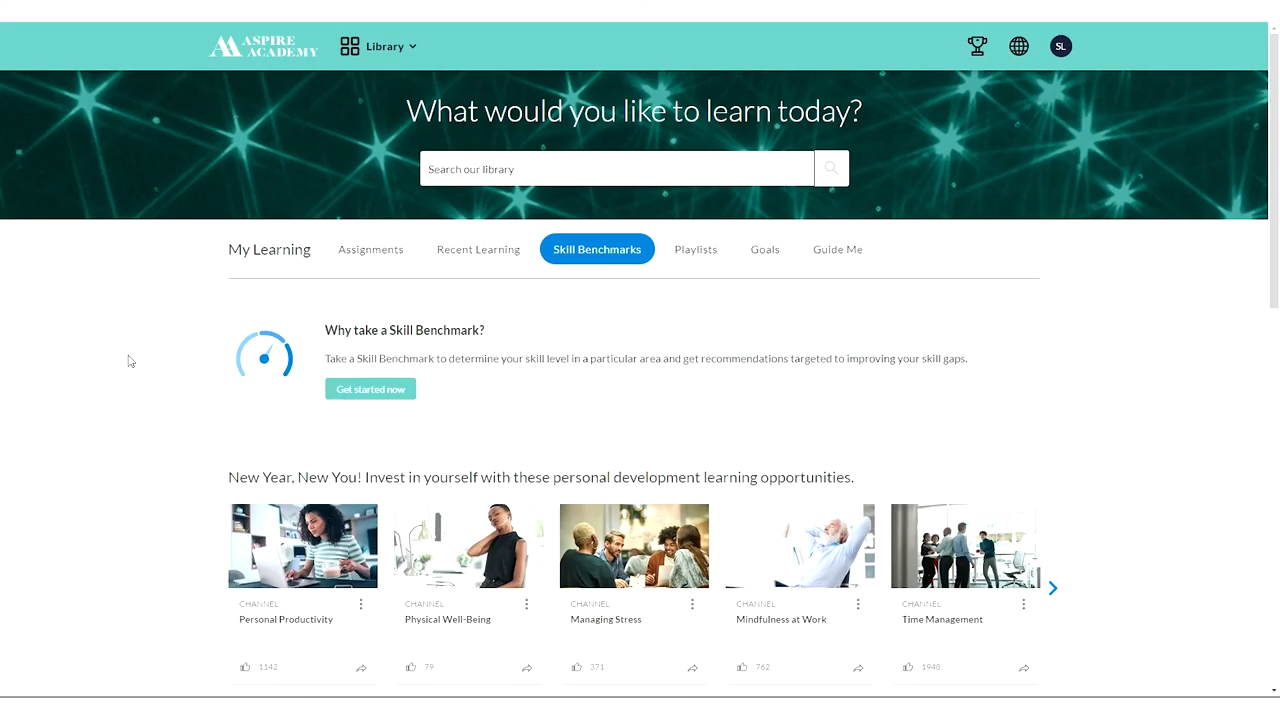 ASPIRE
ACADEMY
Library
SL
What would you like to learn today?
Search our library
My Learning
Assignments
Recent Learning
Skill Benchmarks
Playlists
Goals
Guide Me
Why take a Skill Benchmark?
Take a Skill Benchmark to determine your skill level in a particular area and get recommendations targeted to improving your skill gaps.
Get started now
New Year, New You! Invest in yourself with these personal development learning opportunities.
CHANNEL
Personal Productivity
1142
CHANNEL
Physical Well-Being
79
CHANNEL
Managing Stress
371
CHANNEL
Mindfulness at Work
762
CHANNEL
Time Management
1948